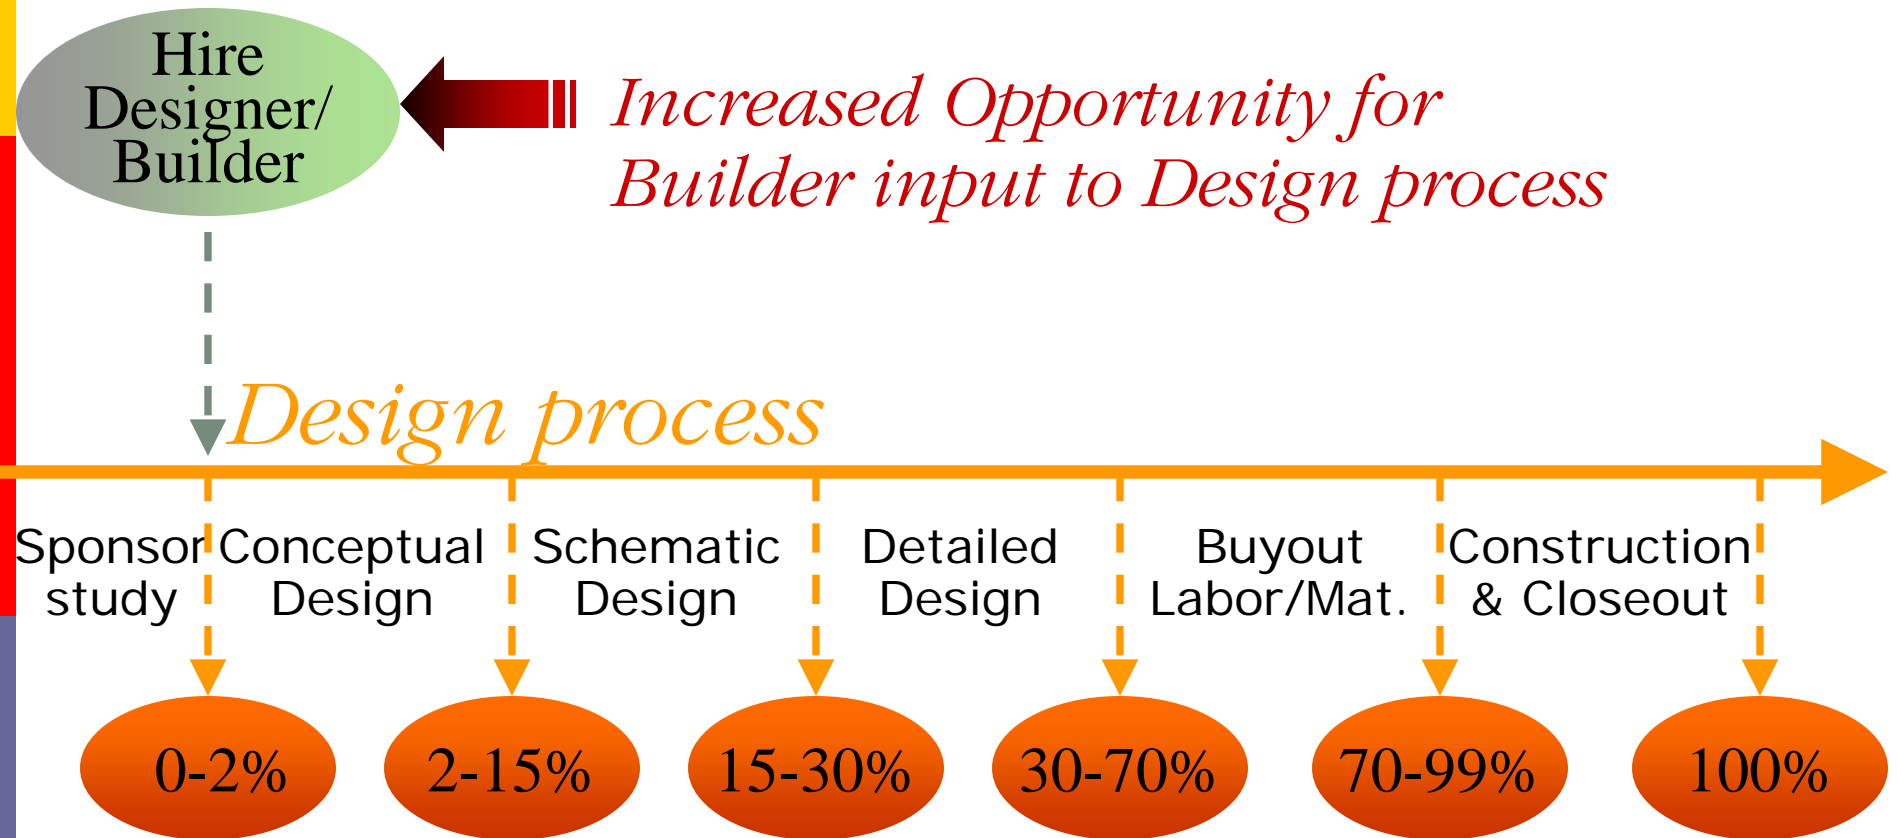 Hire
Designer/
Builder
Increased Opportunity for
Builder input to Design process
Design process
Sponsor
study
Conceptual
Design
Schematic
Design
Detailed
Design
Buyout
Labor/Mat.
Construction
& Closeout
0-2%
2-15%
15-30%
30-70%
70-99%
100%